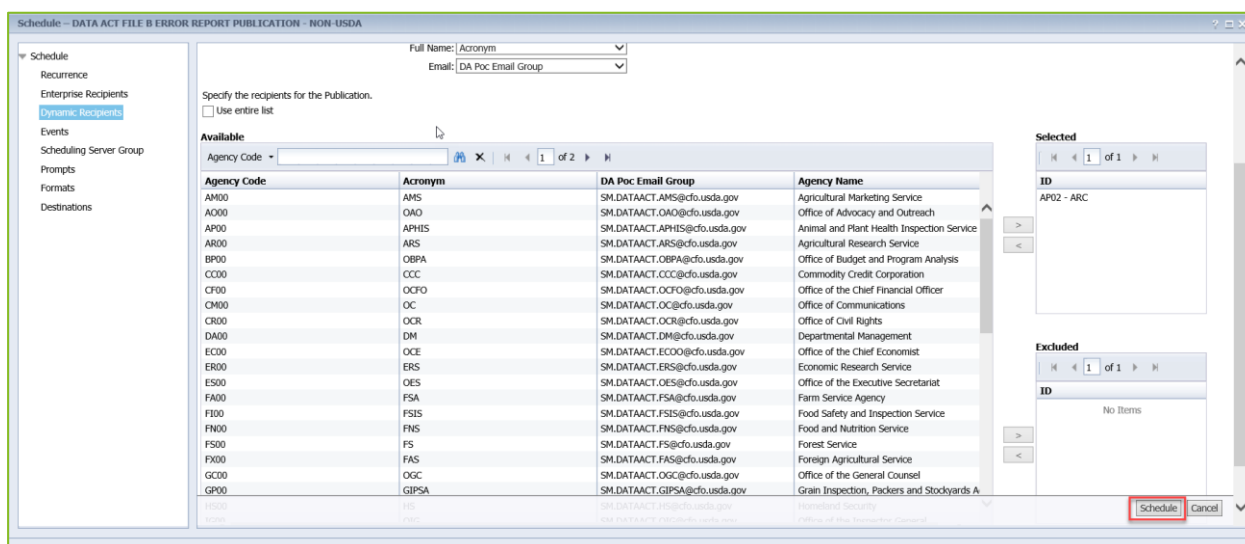 Schedule – DATA ACT FILE B ERROR REPORT PUBLICATION - NON-USDA
Schedule
Recurrence
Enterprise Recipients
Dynamic Recipients
Events
Scheduling Server Group
Prompts
Formats
Destinations
Full Name: Acronym
Email: DA Poc Email Group
Specify the recipients for the Publication.
Use entire list
Available
Agency Code 1 of 2
Agency Code Acronym DA Poc Email Group Agency Name
AM00 AMS SM.DATAACT.AMS@cfo.usda.gov Agricultural Marketing Service
AO00 OAO SM.DATAACT.OAO@cfo.usda.gov Office of Advocacy and Outreach
AP00 APHIS SM.DATAACT.APHIS@cfo.usda.gov Animal and Plant Health Inspection Service
AR00 ARS SM.DATAACT.ARS@cfo.usda.gov Agricultural Research Service
BP00 OBPA SM.DATAACT.OBPA@cfo.usda.gov Office of Budget and Program Analysis
CC00 CCC SM.DATAACT.CCC@cfo.usda.gov Commodity Credit Corporation
CF00 OCFO SM.DATAACT.OCFO@cfo.usda.gov Office of the Chief Financial Officer
CM00 OC SM.DATAACT.OC@cfo.usda.gov Office of Communications
CR00 OCR SM.DATAACT.OCR@cfo.usda.gov Office of Civil Rights
DA00 DM SM.DATAACT.DM@cfo.usda.gov Departmental Management
EC00 OCE SM.DATAACT.ECOO@cfo.usda.gov Office of the Chief Economist
ER00 ERS SM.DATAACT.ERS@cfo.usda.gov Economic Research Service
ES00 OES SM.DATAACT.OES@cfo.usda.gov Office of the Executive Secretariat
FA00 FSA SM.DATAACT.FSA@cfo.usda.gov Farm Service Agency
FI00 FSIS SM.DATAACT.FSIS@cfo.usda.gov Food Safety and Inspection Service
FN00 FNS SM.DATAACT.FNS@cfo.usda.gov Food and Nutrition Service
FS00 FS SM.DATAACT.FS@cfo.usda.gov Forest Service
FX00 FAS SM.DATAACT.FAS@cfo.usda.gov Foreign Agricultural Service
GC00 OGC SM.DATAACT.OGC@cfo.usda.gov Office of the General Counsel
GP00 GIPSA SM.DATAACT.GIPSA@cfo.usda.gov Grain Inspection, Packers and Stockyards A
HS00 HS SM.DATAACT.HS@cfo.usda.gov Homeland Security
Office of the Inspector General
>
<
Selected
1 of 1
ID
AP02 - ARC
Excluded
1 of 1
ID
No Items
>
<
Schedule Cancel